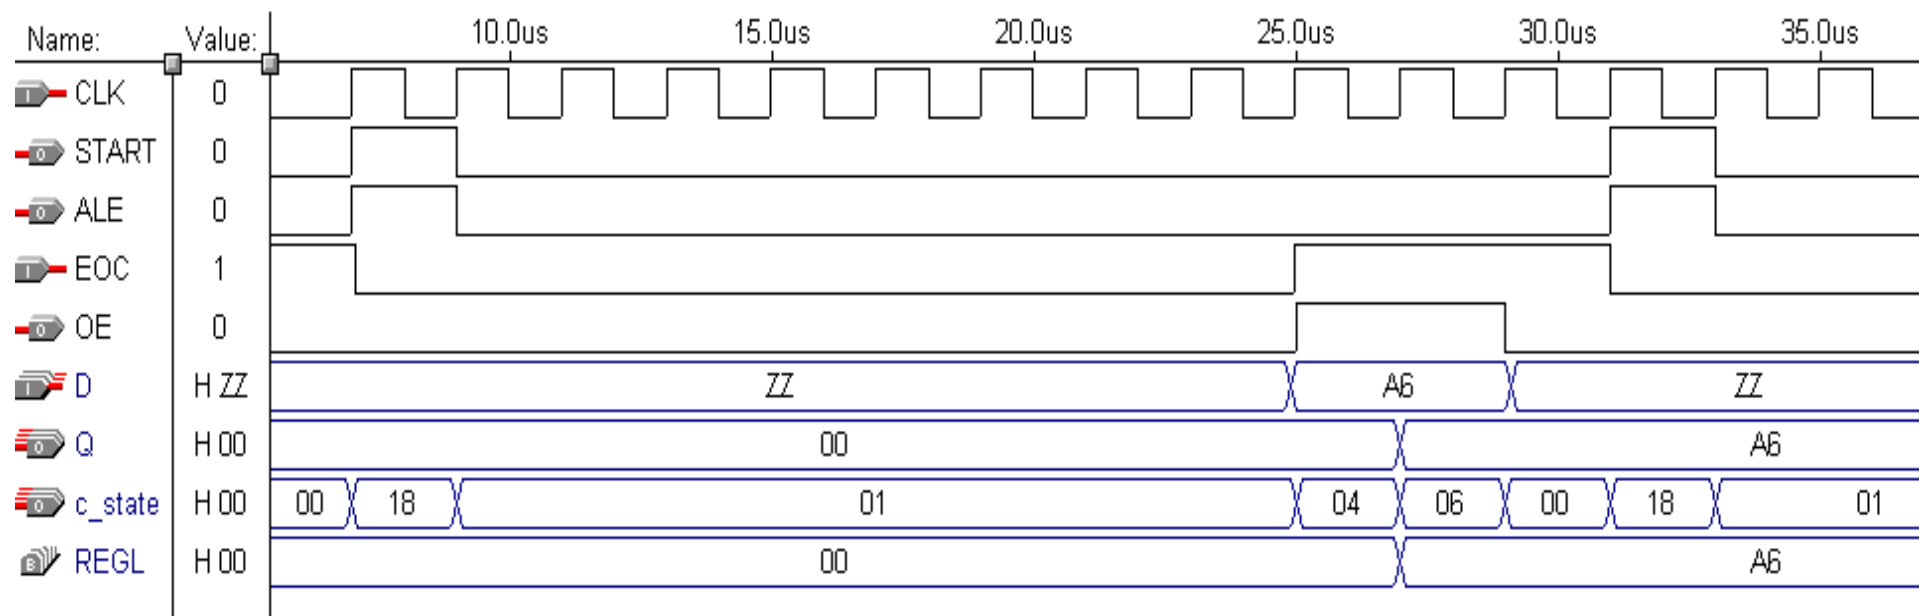 Name: Value: 10.0us 15.0us 20.0us 25.0us 30.0us 35.0us
I CLK 0
O START 0
O ALE 0
I EOC 1
O OE 0
I D H ZZ ZZ A6 ZZ
O Q H 00 00 A6
O c_state H 00 00 18 01 04 06 00 18 01
B REGL H 00 00 A6